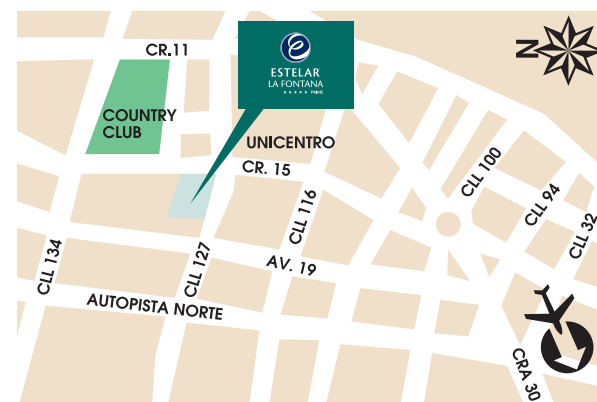 CR.11
ESTELAR
LA FONTANA
★★★★★ PRIME
N
COUNTRY
CLUB
UNICENTRO
CR. 15
CLL 100
CLL 94
CLL 32
CLL 116
CLL 134
CLL 127
AV. 19
AUTOPISTA NORTE
CRA 30